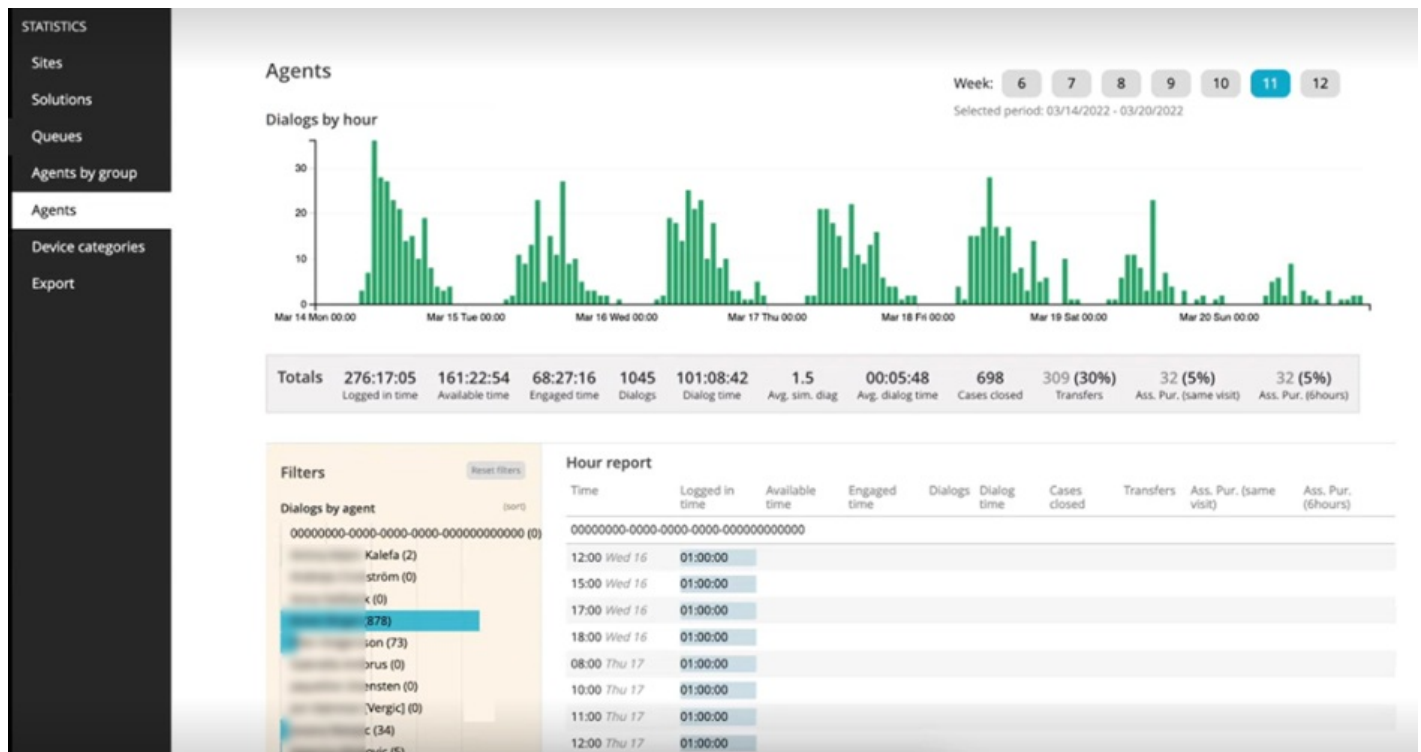 STATISTICS
Sites
Solutions
Queues
Agents by group
Agents
Device categories
Export
Agents
Week: 6 7 8 9 10 11 12
Selected period: 03/14/2022 - 03/20/2022
Dialogs by hour
30
20
10
0
Mar 14 Mon 00:00 Mar 15 Tue 00:00 Mar 16 Wed 00:00 Mar 17 Thu 00:00 Mar 18 Fri 00:00 Mar 19 Sat 00:00 Mar 20 Sun 00:00
Totals 276:17:05 161:22:54 68:27:16 1045 101:08:42 1.5 00:05:48 698 309 (30%) 32 (5%) 32 (5%)
Logged in time Available time Engaged time Dialogs Dialog time Avg. sim. diag Avg. dialog time Cases closed Transfers Ass. Pur. (same visit) Ass. Pur. (6hours)
Filters Reset filters
Dialogs by agent (sort)
00000000-0000-0000-0000-000000000000 (0)
Kalefa (2)
ström (0)
k (0)
(878)
son (73)
orus (0)
ensten (0)
[Vergic] (0)
c (34)
ovic (5)
Hour report
Time Logged in time Available time Engaged time Dialogs Dialog time Cases closed Transfers Ass. Pur. (same visit) Ass. Pur. (6hours)
00000000-0000-0000-0000-000000000000
12:00 Wed 16 01:00:00
15:00 Wed 16 01:00:00
17:00 Wed 16 01:00:00
18:00 Wed 16 01:00:00
08:00 Thu 17 01:00:00
10:00 Thu 17 01:00:00
11:00 Thu 17 01:00:00
12:00 Thu 17 01:00:00